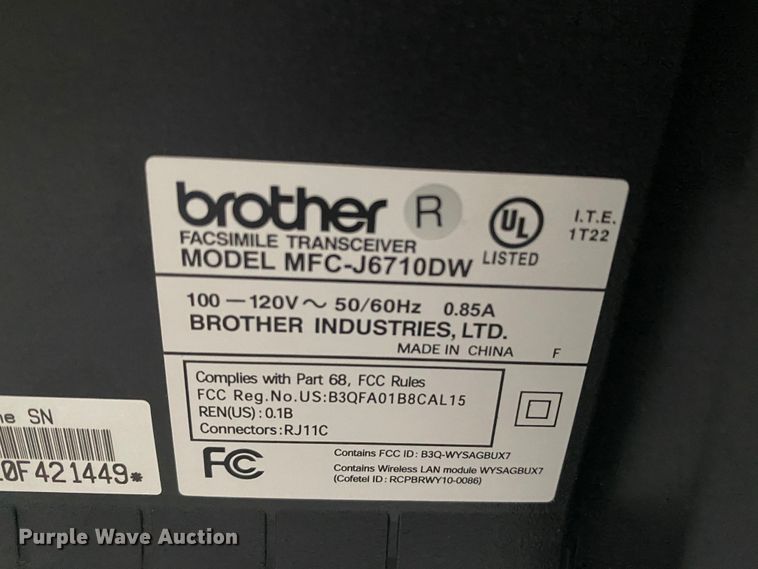 brother R UL LISTED I.T.E. 1T22
FACSIMILE TRANSCEIVER
MODEL MFC-J6710DW
100 — 120V ~ 50/60Hz 0.85A
BROTHER INDUSTRIES, LTD.
MADE IN CHINA F
Complies with Part 68, FCC Rules
FCC Reg.No.US:B3QFA01B8CAL15
REN(US) : 0.1B
Connectors:RJ11C
FC
Contains FCC ID : B3Q-WYSAGBUX7
Contains Wireless LAN module WYSAGBUX7
(Cofetel ID : RCPBRWY10-0086)
SN
0F421449*
Purple Wave Auction